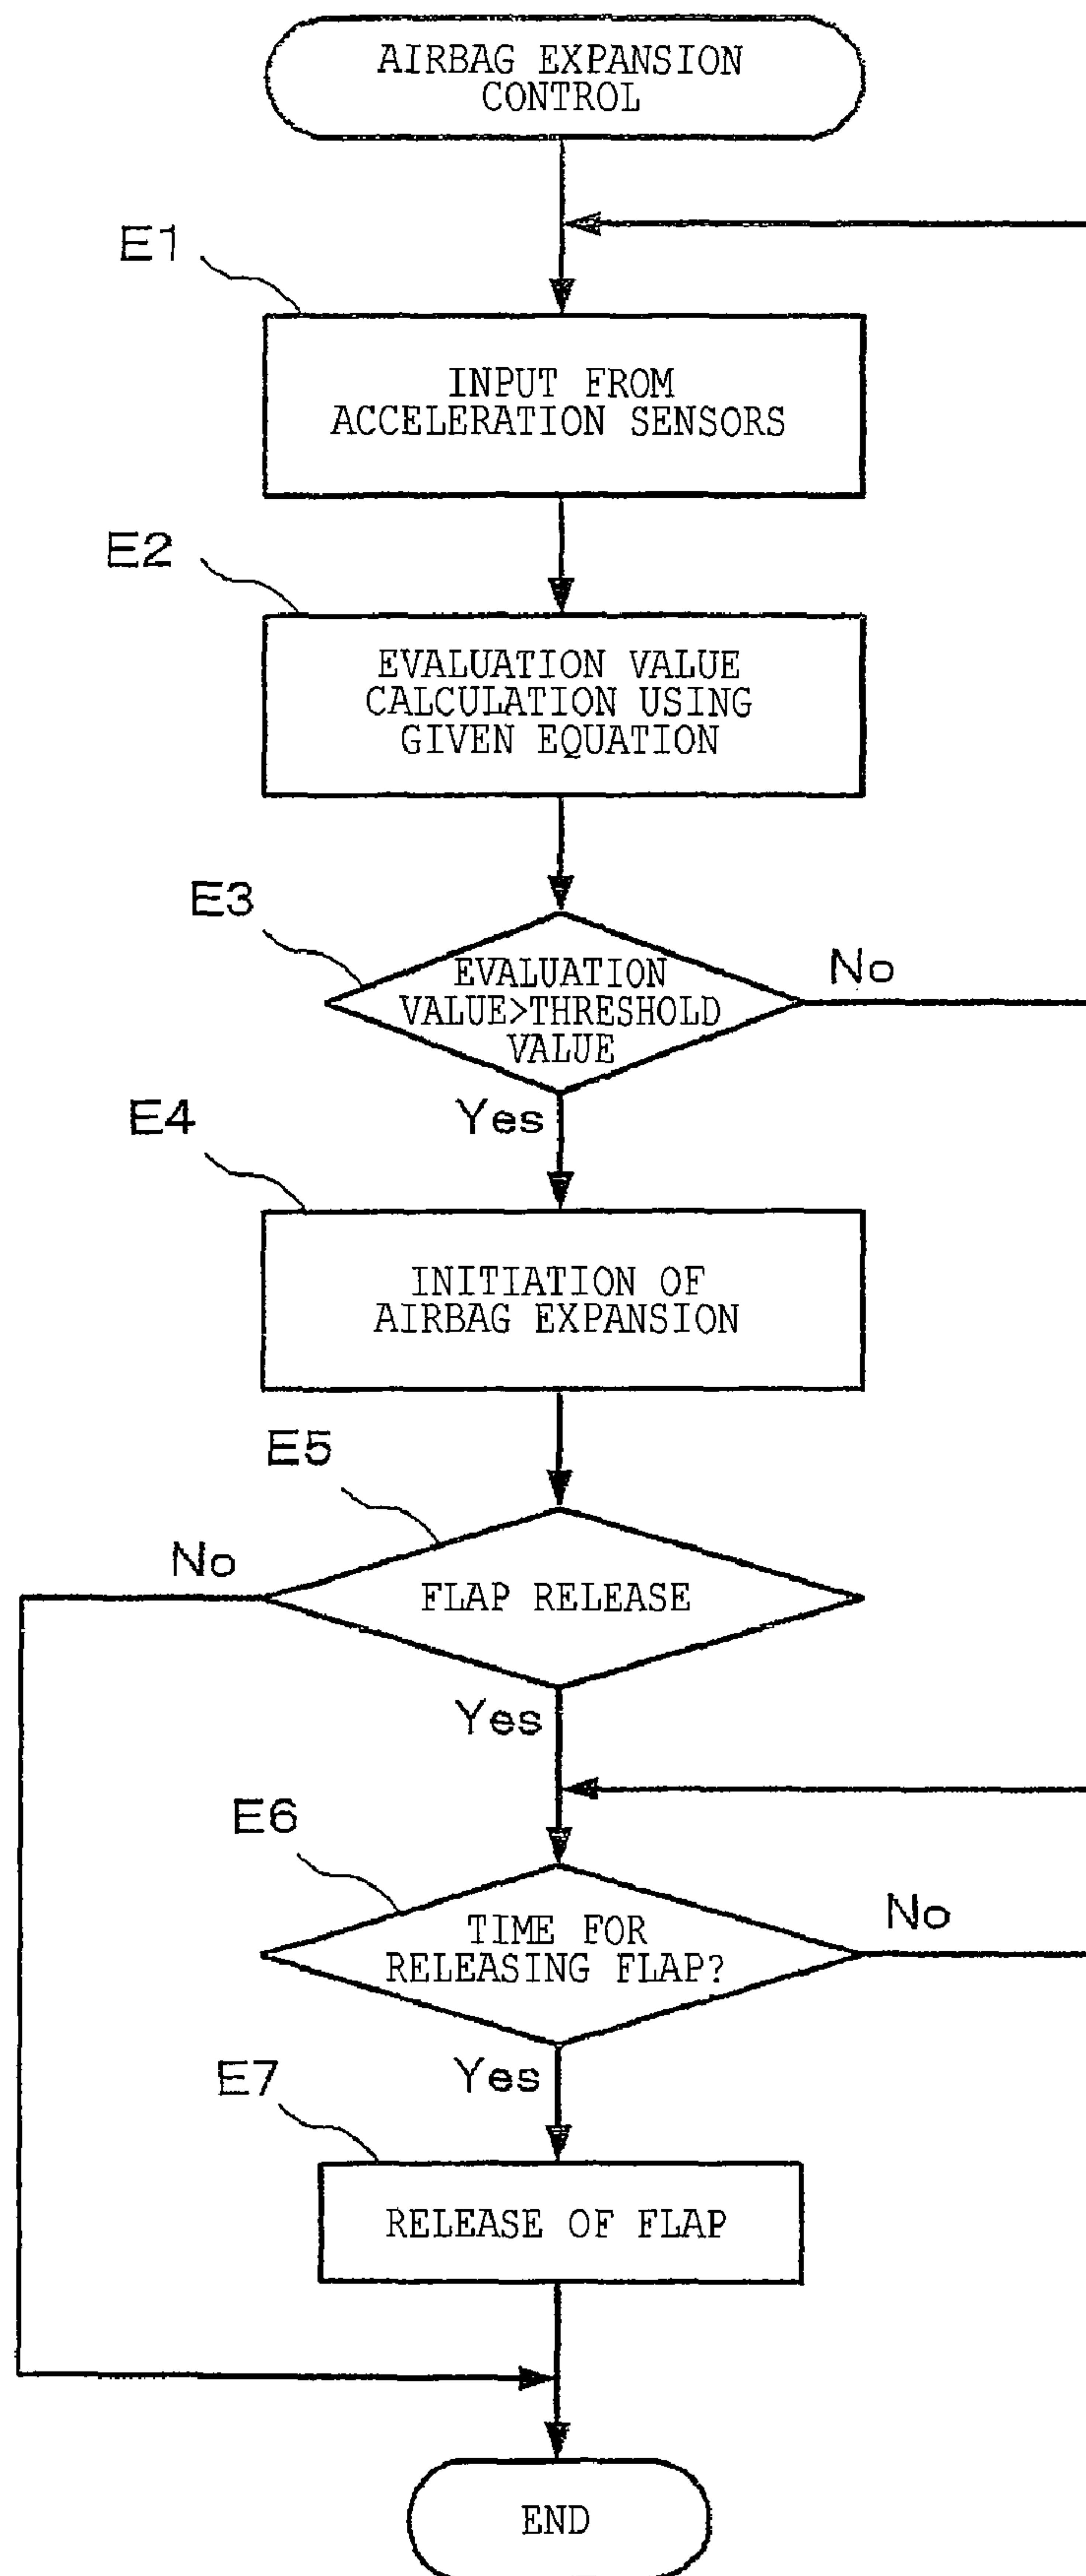 AIRBAG EXPANSION
CONTROL
E1
INPUT FROM
ACCELERATION SENSORS
E2
EVALUATION VALUE
CALCULATION USING
GIVEN EQUATION
E3
EVALUATION
VALUE>THRESHOLD
VALUE
No
Yes
E4
INITIATION OF
AIRBAG EXPANSION
E5
No
FLAP RELEASE
Yes
E6
TIME FOR
RELEASING FLAP?
No
Yes
E7
RELEASE OF FLAP
END